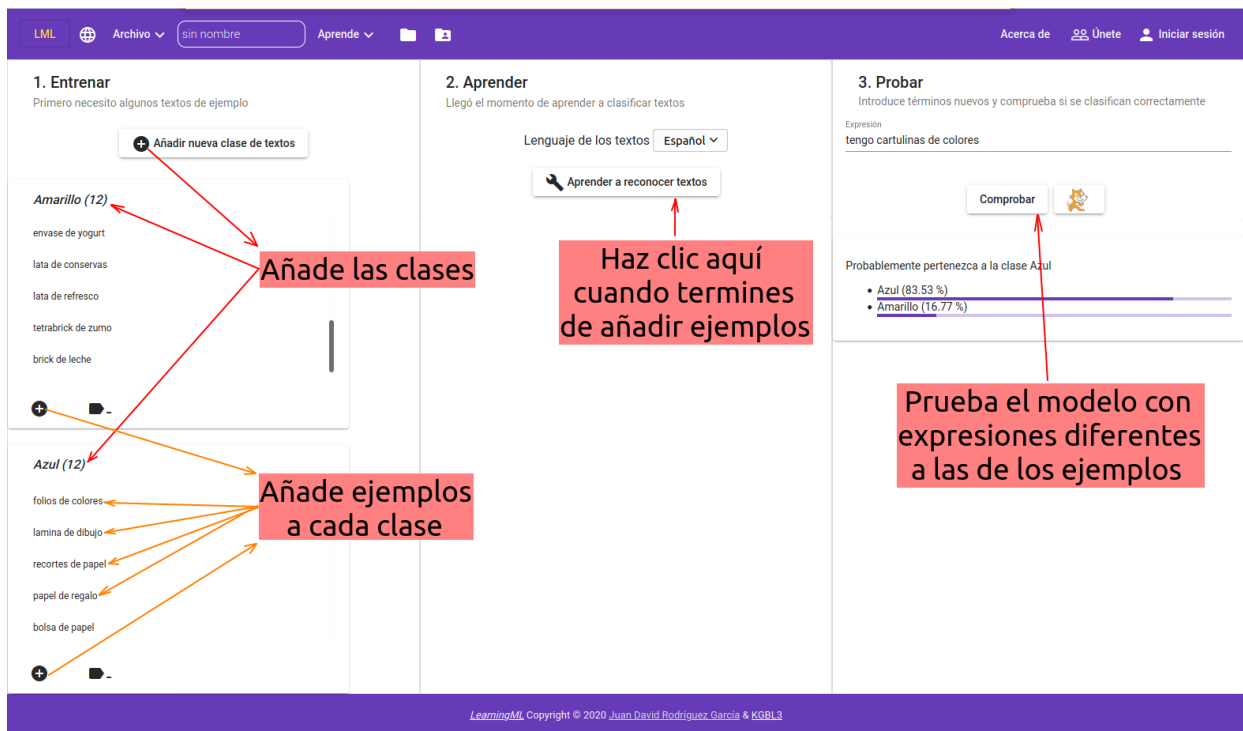 LML Archivo sin nombre Aprende Acerca de Únete Iniciar sesión
1. Entrenar
Primero necesito algunos textos de ejemplo
Añadir nueva clase de textos
Amarillo (12)
envase de yogurt
lata de conservas
lata de refresco
tetrabrick de zumo
brick de leche
Añade las clases
Azul (12)
folios de colores
lamina de dibujo
recortes de papel
papel de regalo
bolsa de papel
Añade ejemplos
a cada clase
2. Aprender
Llegó el momento de aprender a clasificar textos
Lenguaje de los textos Español
Aprender a reconocer textos
Haz clic aquí
cuando termines
de añadir ejemplos
3. Probar
Introduce términos nuevos y comprueba si se clasifican correctamente
Expresión
tengo cartulinas de colores
Comprobar
Probablemente pertenezca a la clase Azul
Azul (83.53 %)
Amarillo (16.77 %)
Prueba el modelo con
expresiones diferentes
a las de los ejemplos
LearningML Copyright © 2020 Juan David Rodríguez García & KGBL3